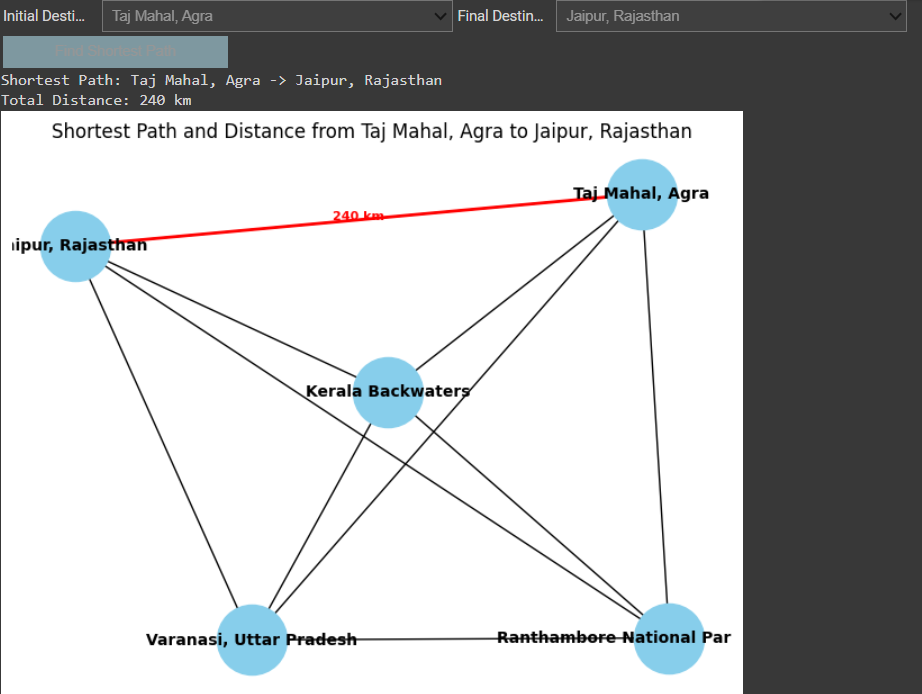 Initial Desti... Taj Mahal, Agra Final Destin... Jaipur, Rajasthan
Find Shortest Path
Shortest Path: Taj Mahal, Agra -> Jaipur, Rajasthan
Total Distance: 240 km
Shortest Path and Distance from Taj Mahal, Agra to Jaipur, Rajasthan
Taj Mahal, Agra
240 km
aipur, Rajasthan
Kerala Backwaters
Varanasi, Uttar Pradesh
Ranthambore National Par